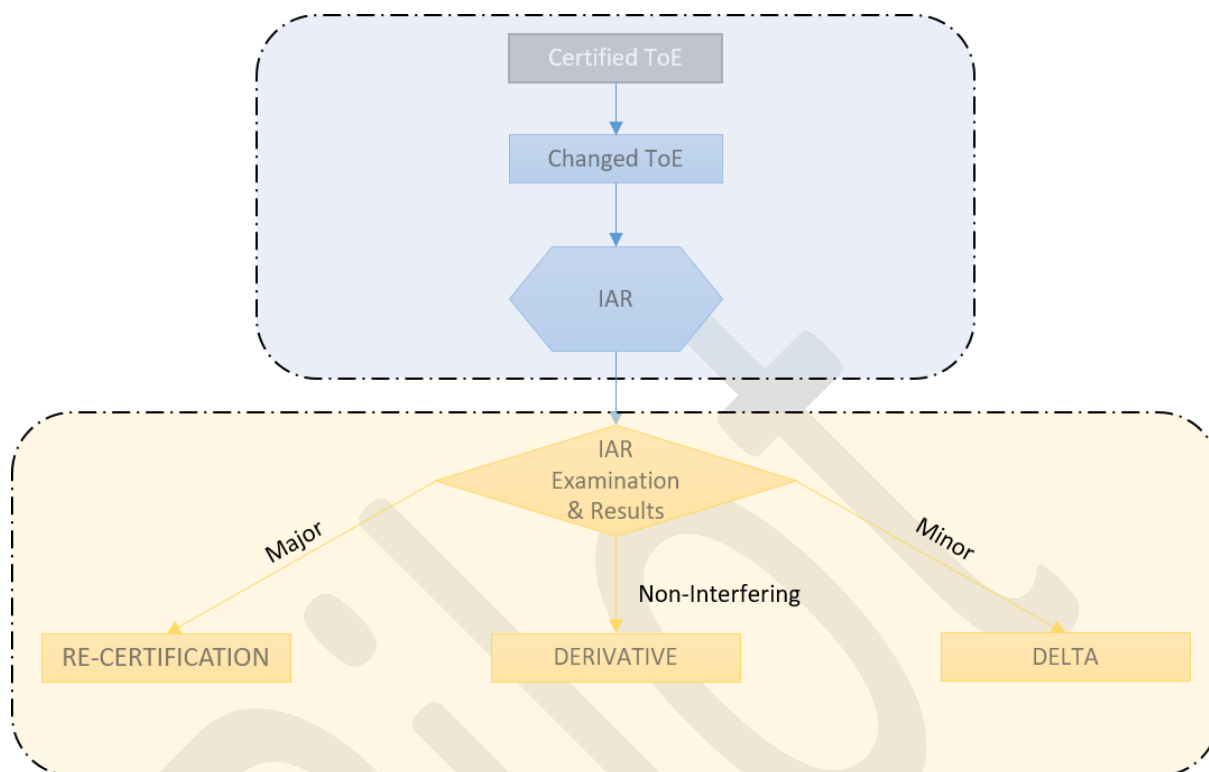 Certified ToE
Changed ToE
IAR
IAR
Examination
& Results
Major
Minor
Non-Interfering
RE-CERTIFICATION
DERIVATIVE
DELTA